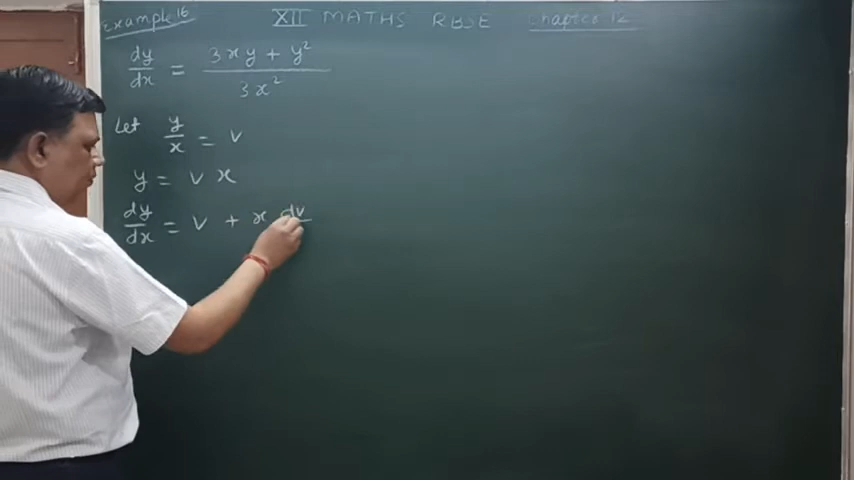 Example 16
XII MATHS RBSE Chapter 12
dy/dx = 3xy + y²/3x²
Let y/x = v
y = v x
dy/dx = v + x dv